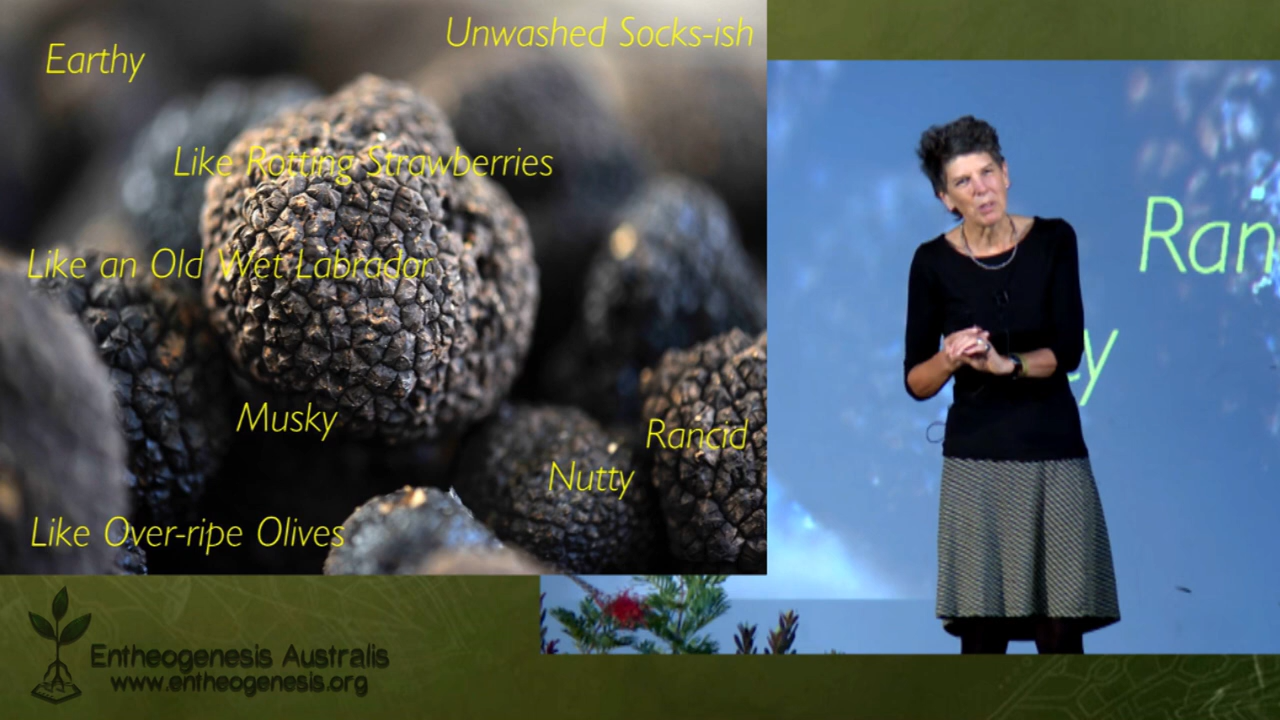 Unwashed Socks-ish
Earthy
Like Rotting Strawberries
Like an Old Wet Labrador
Musky
Rancid
Nutty
Like Over-ripe Olives
Ran
ty
Entheogenesis Australis
www.entheogenesis.org